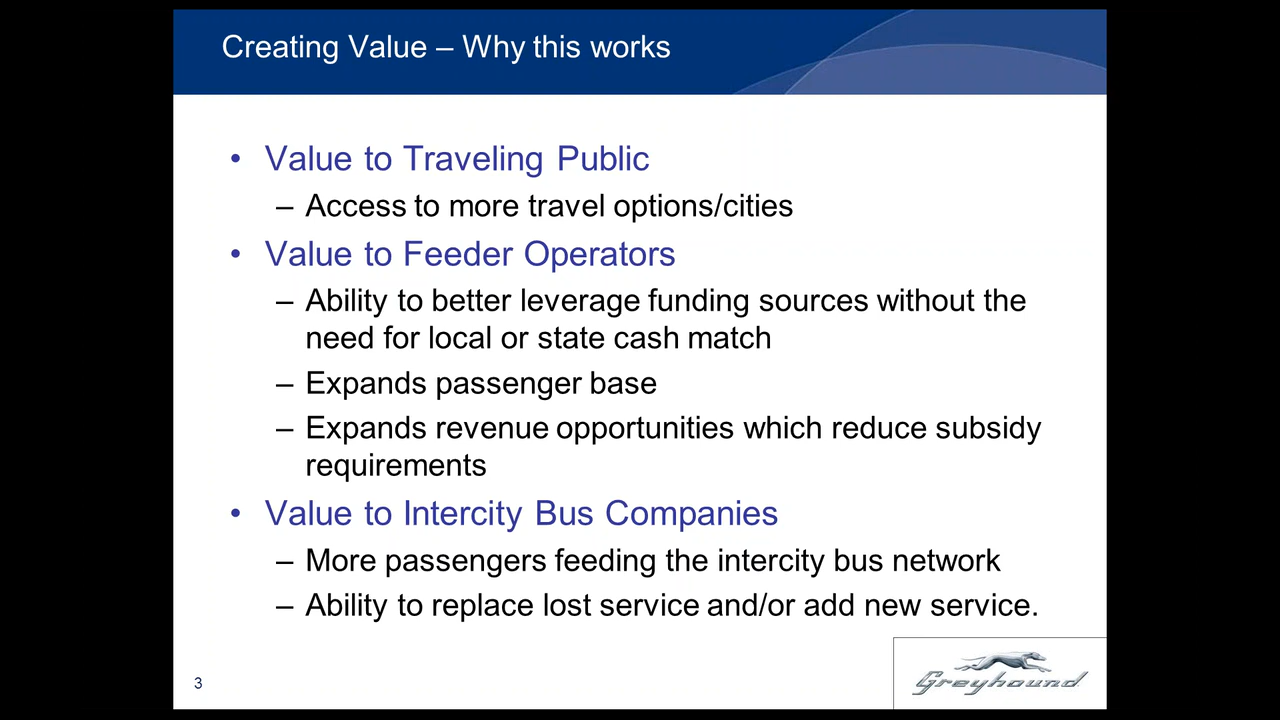 Creating Value – Why this works
• Value to Traveling Public
– Access to more travel options/cities
• Value to Feeder Operators
– Ability to better leverage funding sources without the
need for local or state cash match
– Expands passenger base
– Expands revenue opportunities which reduce subsidy
requirements
• Value to Intercity Bus Companies
– More passengers feeding the intercity bus network
– Ability to replace lost service and/or add new service.
3
Greyhound